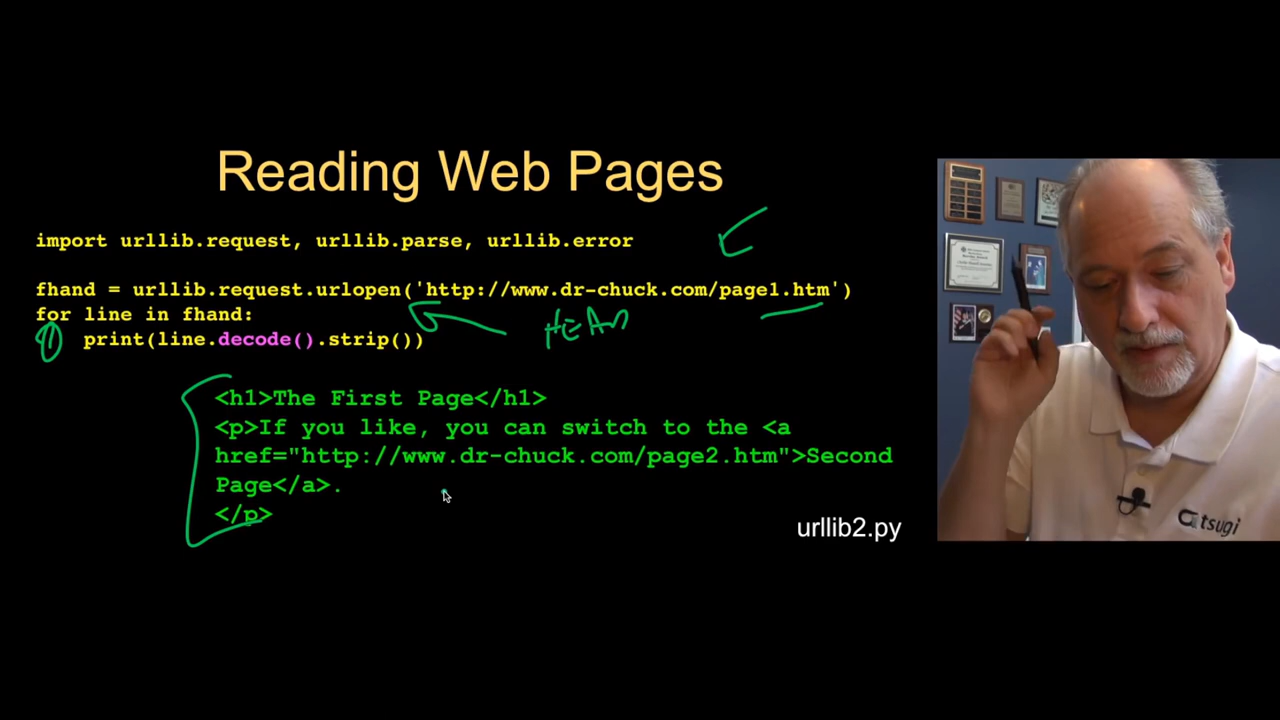 Reading Web Pages
import urllib.request, urllib.parse, urllib.error
fhand = urllib.request.urlopen('http://www.dr-chuck.com/page1.htm')
for line in fhand:
print(line.decode().strip())
HEAD
<h1>The First Page</h1>
<p>If you like, you can switch to the <a
href="http://www.dr-chuck.com/page2.htm">Second
Page</a>.
</p>
urllib2.py
tsugi